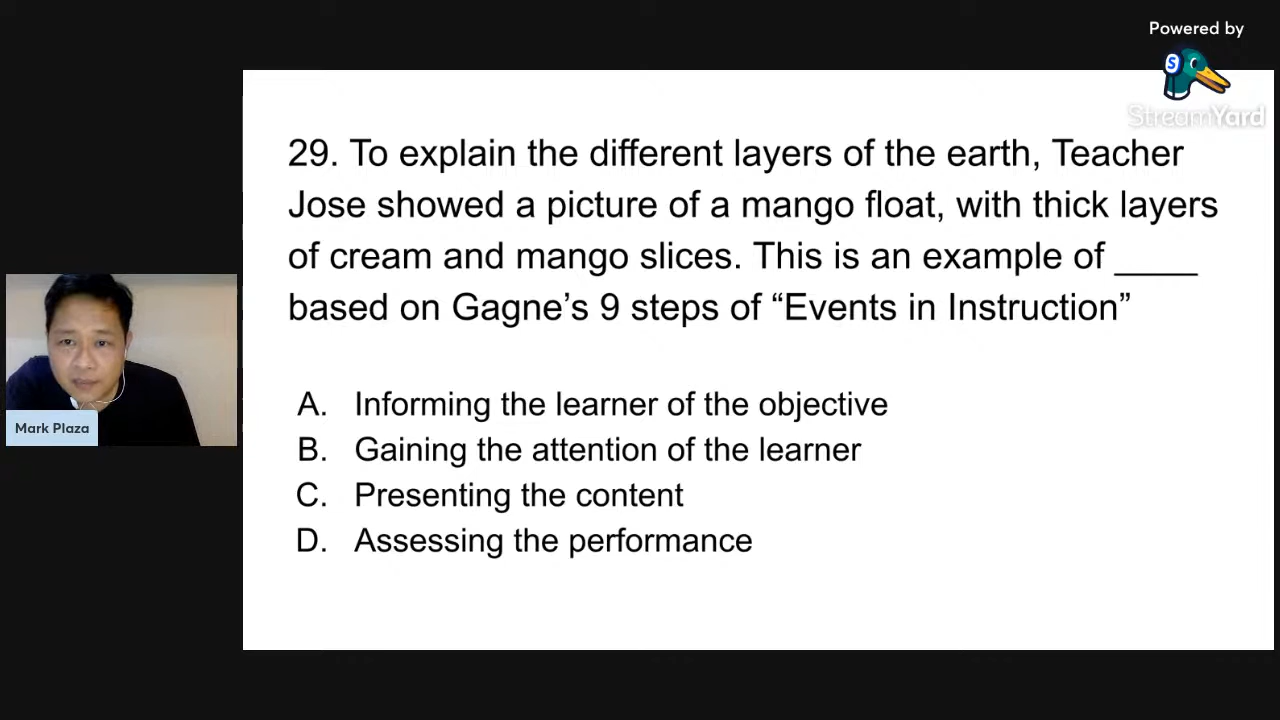 Powered by
S
StreamYard
29. To explain the different layers of the earth, Teacher
Jose showed a picture of a mango float, with thick layers
of cream and mango slices. This is an example of ____
based on Gagne’s 9 steps of “Events in Instruction”
A. Informing the learner of the objective
B. Gaining the attention of the learner
C. Presenting the content
D. Assessing the performance
Mark Plaza